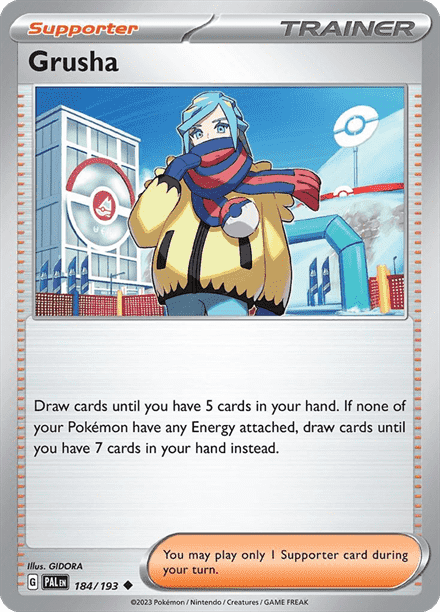 Supporter TRAINER
Grusha
Draw cards until you have 5 cards in your hand. If none of
your Pokémon have any Energy attached, draw cards until
you have 7 cards in your hand instead.
Illus. GIDORA
You may play only 1 Supporter card during
your turn.
G PAL EN 184/193
©2023 Pokémon / Nintendo / Creatures / GAME FREAK